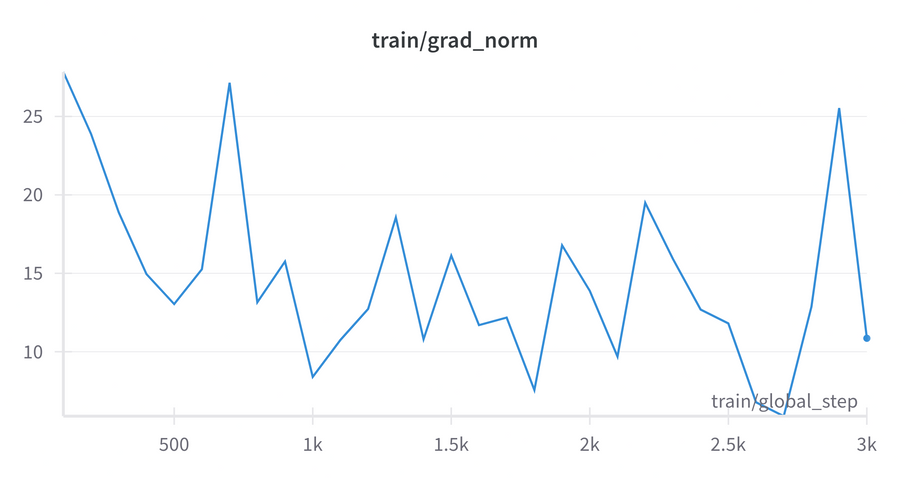 train/grad_norm
25
20
15
10
train/global_step
500 1k 1.5k 2k 2.5k 3k